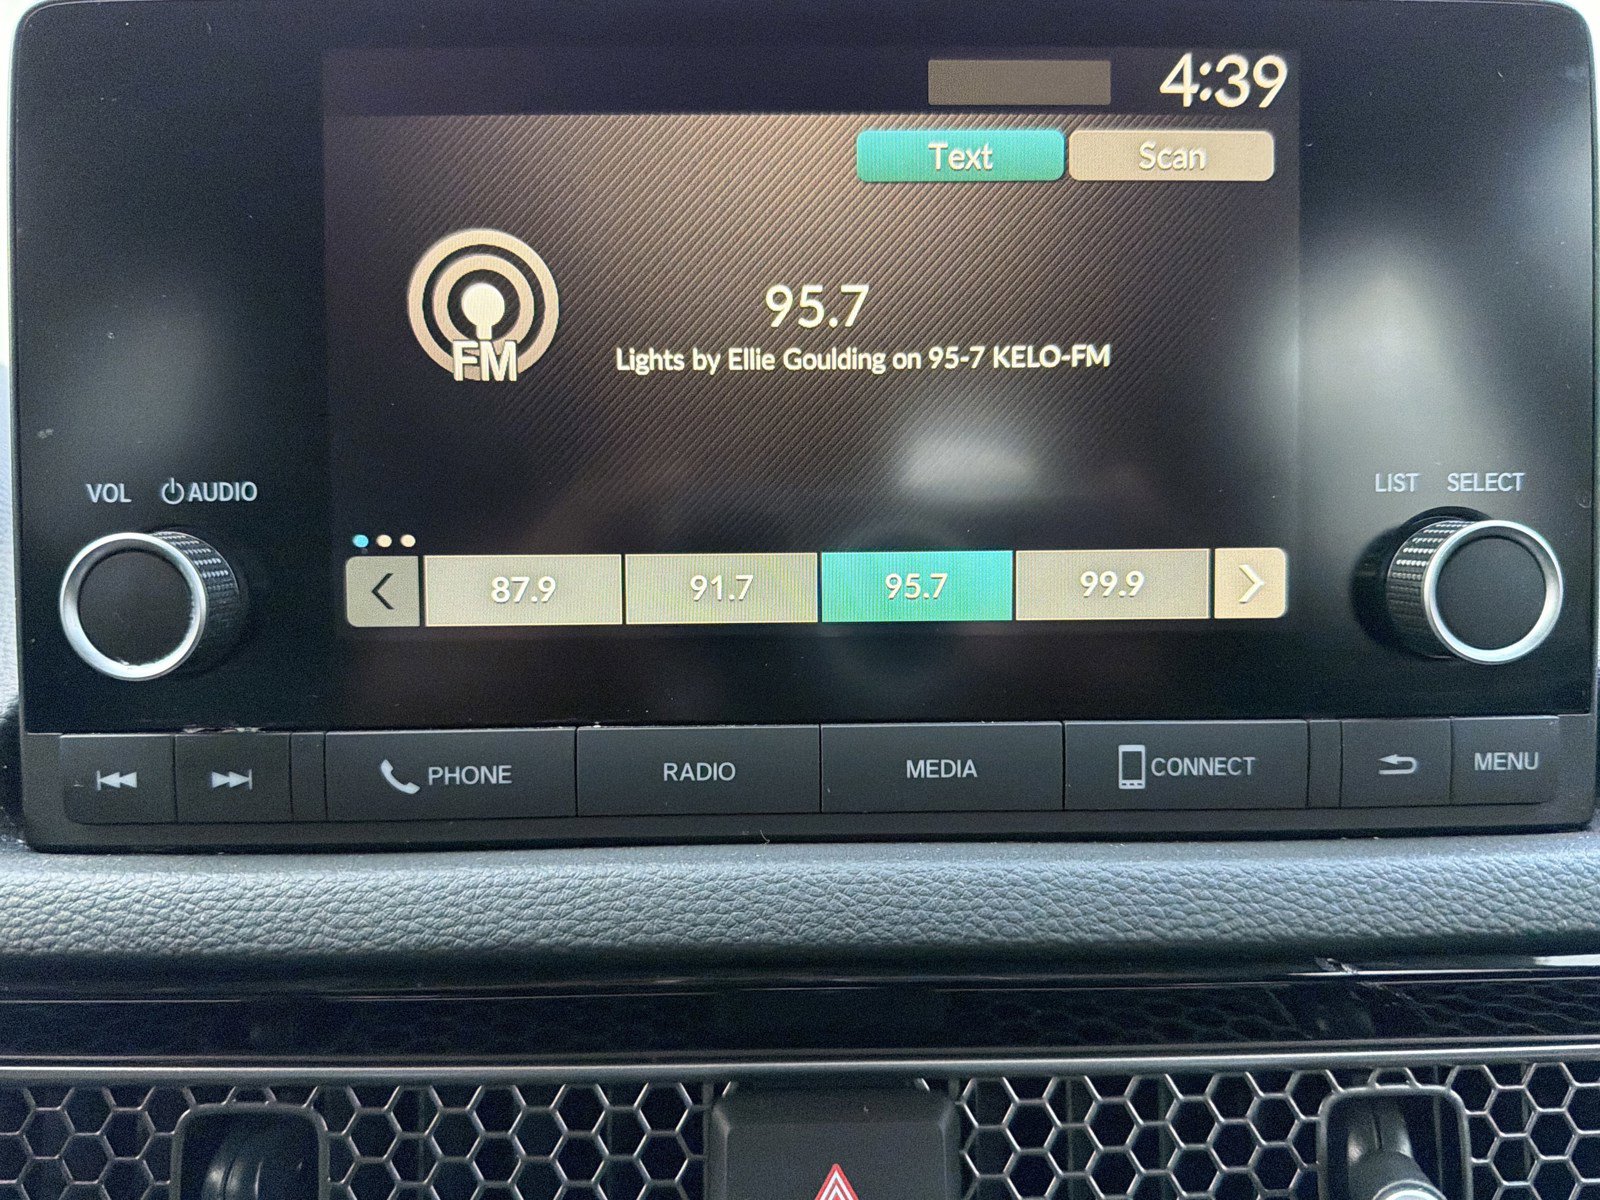 4:39
Text Scan
FM
95.7
Lights by Ellie Goulding on 95-7 KELO-FM
VOL AUDIO
LIST SELECT
87.9 91.7 95.7 99.9
PHONE RADIO MEDIA CONNECT MENU